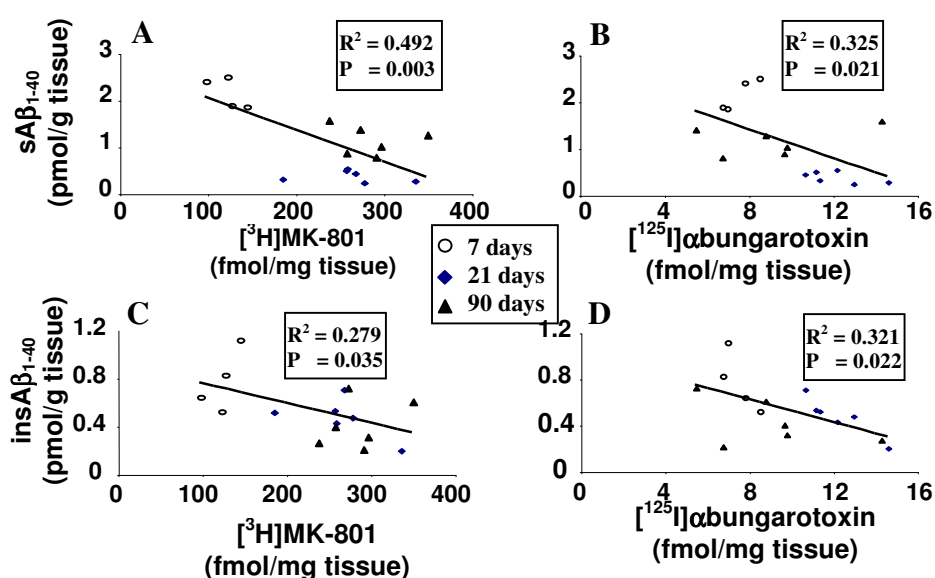 A
R² = 0.492
P = 0.003
sAβ₁₋₄₀
(pmol/g tissue)
3
2
1
0
0 100 200 300 400
[³H]MK-801
(fmol/mg tissue)
B
R² = 0.325
P = 0.021
3
2
1
0
0 4 8 12 16
[¹²⁵I]αbungarotoxin
(fmol/mg tissue)
7 days
21 days
90 days
C
R² = 0.279
P = 0.035
insAβ₁₋₄₀
(pmol/g tissue)
1.2
0.8
0.4
0
0 100 200 300 400
[³H]MK-801
(fmol/mg tissue)
D
R² = 0.321
P = 0.022
1.2
0.8
0.4
0
0 4 8 12 16
[¹²⁵I]αbungarotoxin
(fmol/mg tissue)